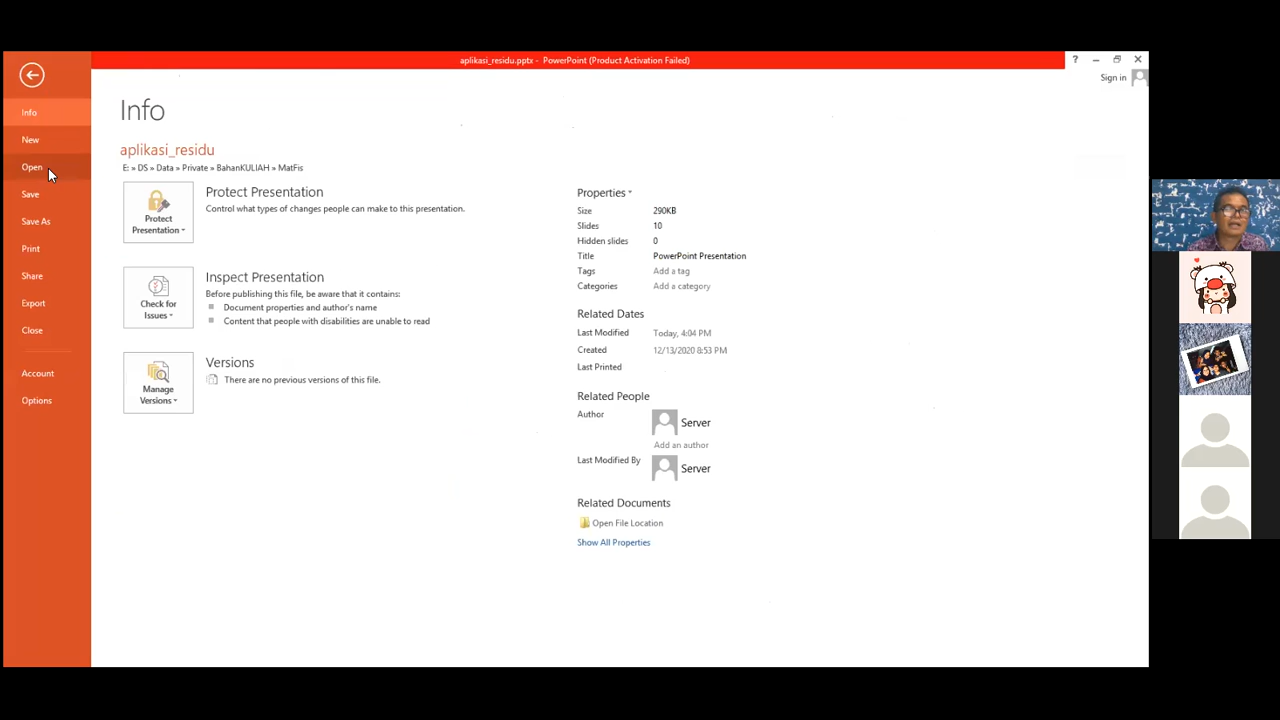 aplikasi_residu.pptx - PowerPoint (Product Activation Failed)
?
Sign in
Info
New
Open
Save
Save As
Print
Share
Export
Close
Account
Options
Info
aplikasi_residu
E: » DS » Data » Private » BahanKULIAH » MatFis
Protect
Presentation
Protect Presentation
Control what types of changes people can make to this presentation.
Check for
Issues
Inspect Presentation
Before publishing this file, be aware that it contains:
Document properties and author's name
Content that people with disabilities are unable to read
Manage
Versions
Versions
There are no previous versions of this file.
Properties
Size 290KB
Slides 10
Hidden slides 0
Title PowerPoint Presentation
Tags Add a tag
Categories Add a category
Related Dates
Last Modified Today, 4:04 PM
Created 12/13/2020 8:53 PM
Last Printed
Related People
Author Server
Add an author
Last Modified By Server
Related Documents
Open File Location
Show All Properties